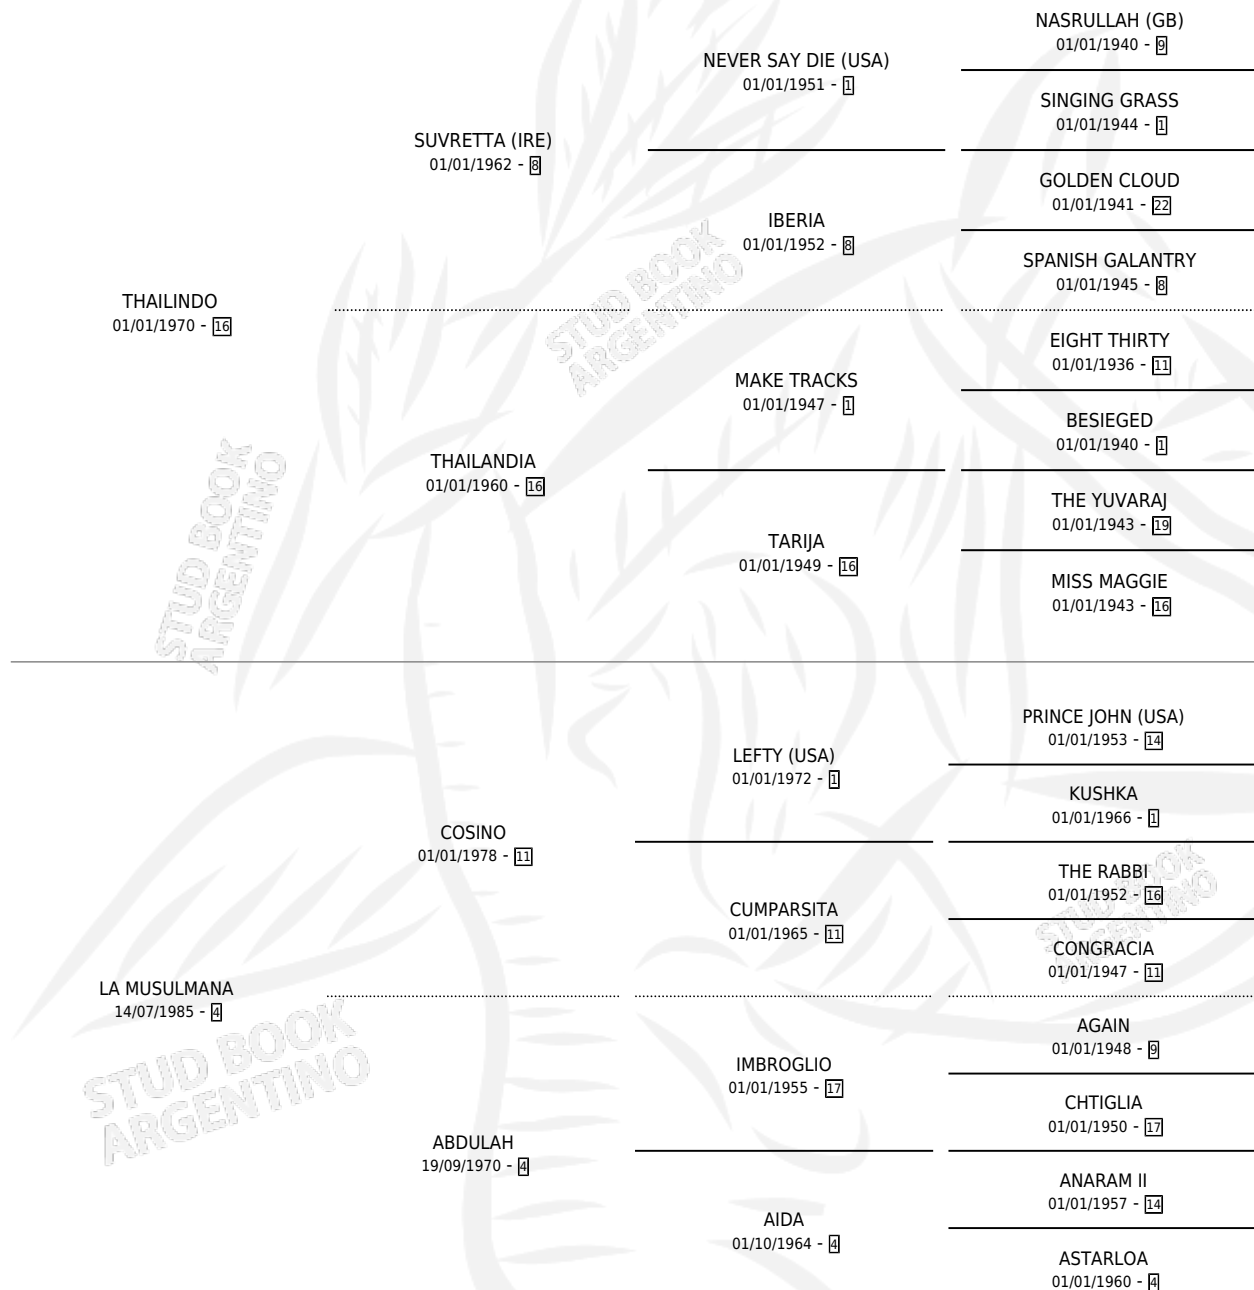 NASRULLAH (GB)
01/01/1940 - 9
NEVER SAY DIE (USA)
01/01/1951 - 1
SINGING GRASS
01/01/1944 - 1
SUVRETTA (IRE)
01/01/1962 - 8
GOLDEN CLOUD
01/01/1941 - 22
IBERIA
01/01/1952 - 8
SPANISH GALANTRY
01/01/1945 - 8
THAILINDO
01/01/1970 - 16
EIGHT THIRTY
01/01/1936 - 11
MAKE TRACKS
01/01/1947 - 1
BESIEGED
01/01/1940 - 1
THAILANDIA
01/01/1960 - 16
THE YUVARAJ
01/01/1943 - 19
TARIJA
01/01/1949 - 16
MISS MAGGIE
01/01/1943 - 16
STUD BOOK
ARGENTINO
STUD BOOK
ARGENTINO
PRINCE JOHN (USA)
01/01/1953 - 14
LEFTY (USA)
01/01/1972 - 1
KUSHKA
01/01/1966 - 1
COSINO
01/01/1978 - 11
THE RABBI
01/01/1952 - 16
CUMPARSITA
01/01/1965 - 11
CONGRACIA
01/01/1947 - 11
STUD BOOK
ARGENTINO
LA MUSULMANA
14/07/1985 - 4
AGAIN
01/01/1948 - 9
IMBROGLIO
01/01/1955 - 17
CHTIGLIA
01/01/1950 - 17
ABDULAH
19/09/1970 - 4
ANARAM II
01/01/1957 - 14
AIDA
01/10/1964 - 4
ASTARLOA
01/01/1960 - 4
STUD BOOK
ARGENTINO